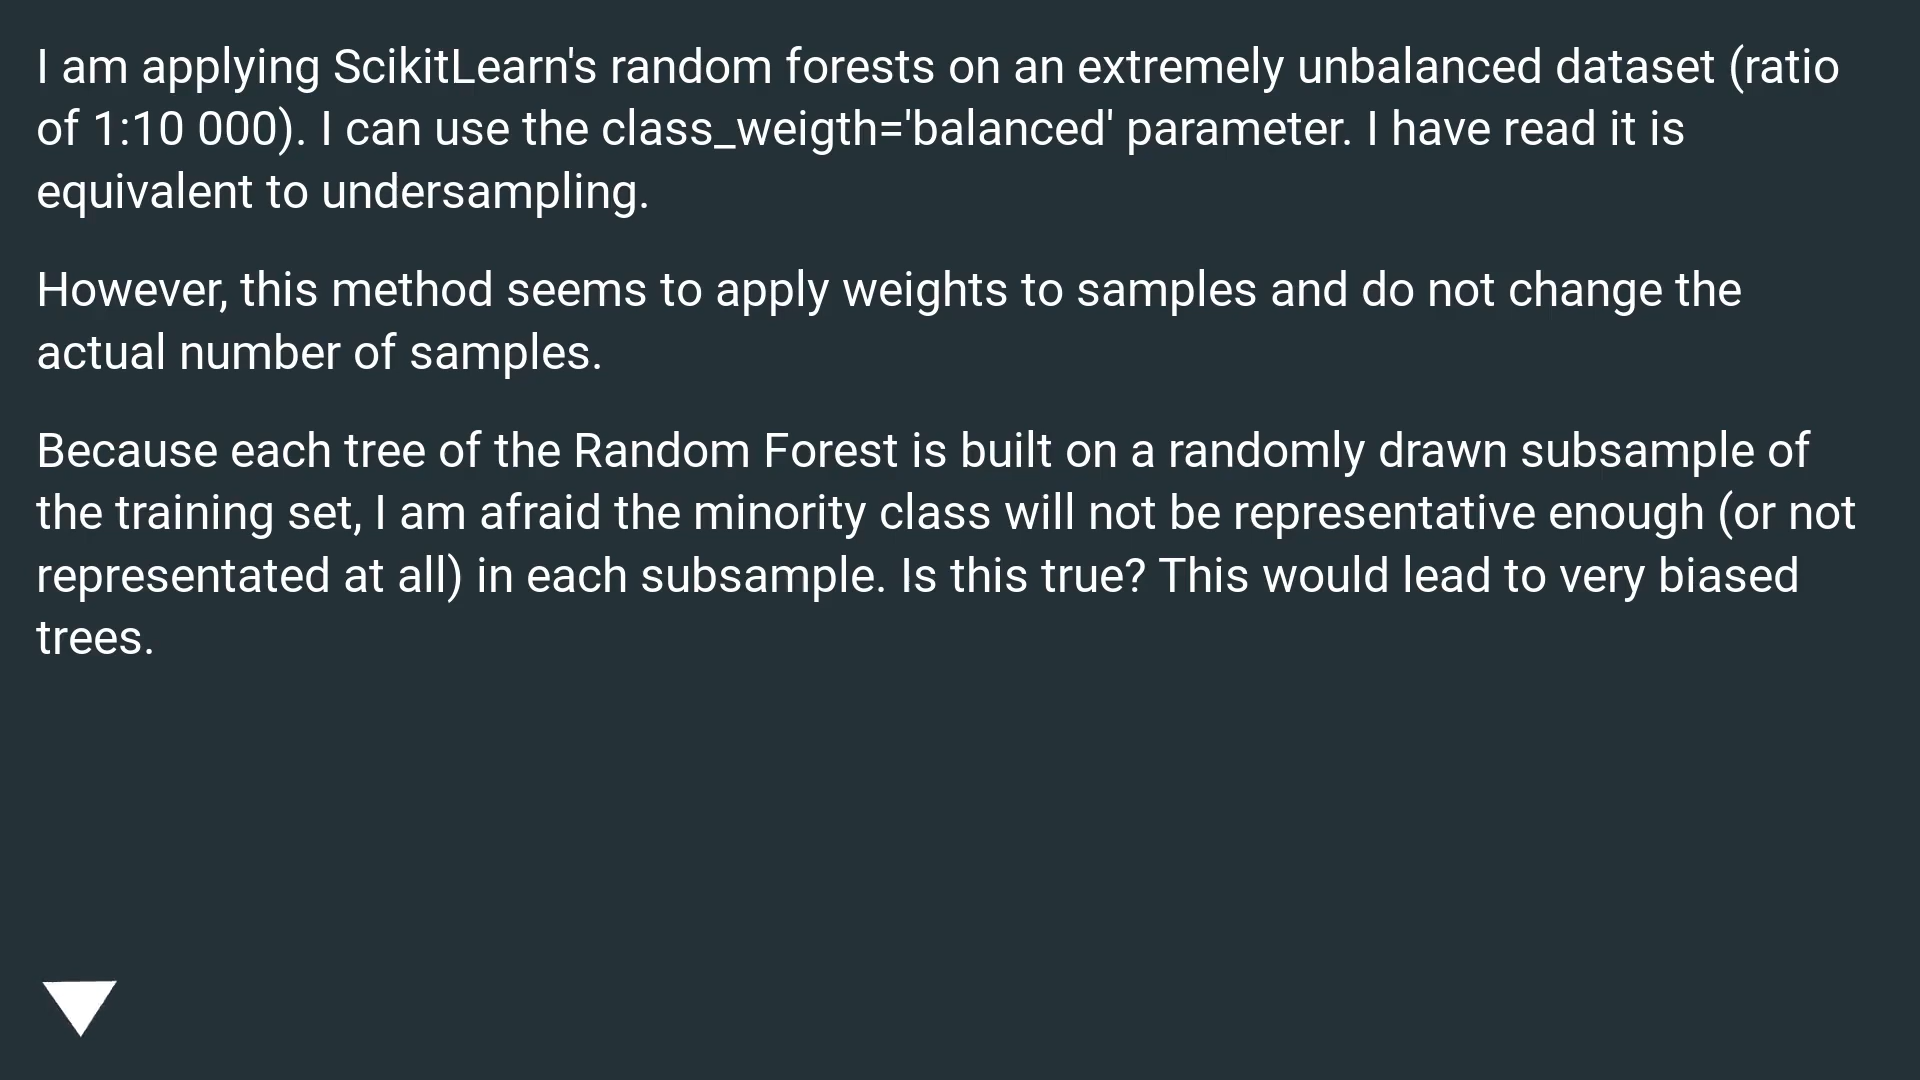 I am applying ScikitLearn's random forests on an extremely unbalanced dataset (ratio
of 1:10 000). I can use the class_weigth='balanced' parameter. I have read it is
equivalent to undersampling.
However, this method seems to apply weights to samples and do not change the
actual number of samples.
Because each tree of the Random Forest is built on a randomly drawn subsample of
the training set, I am afraid the minority class will not be representative enough (or not
representated at all) in each subsample. Is this true? This would lead to very biased
trees.